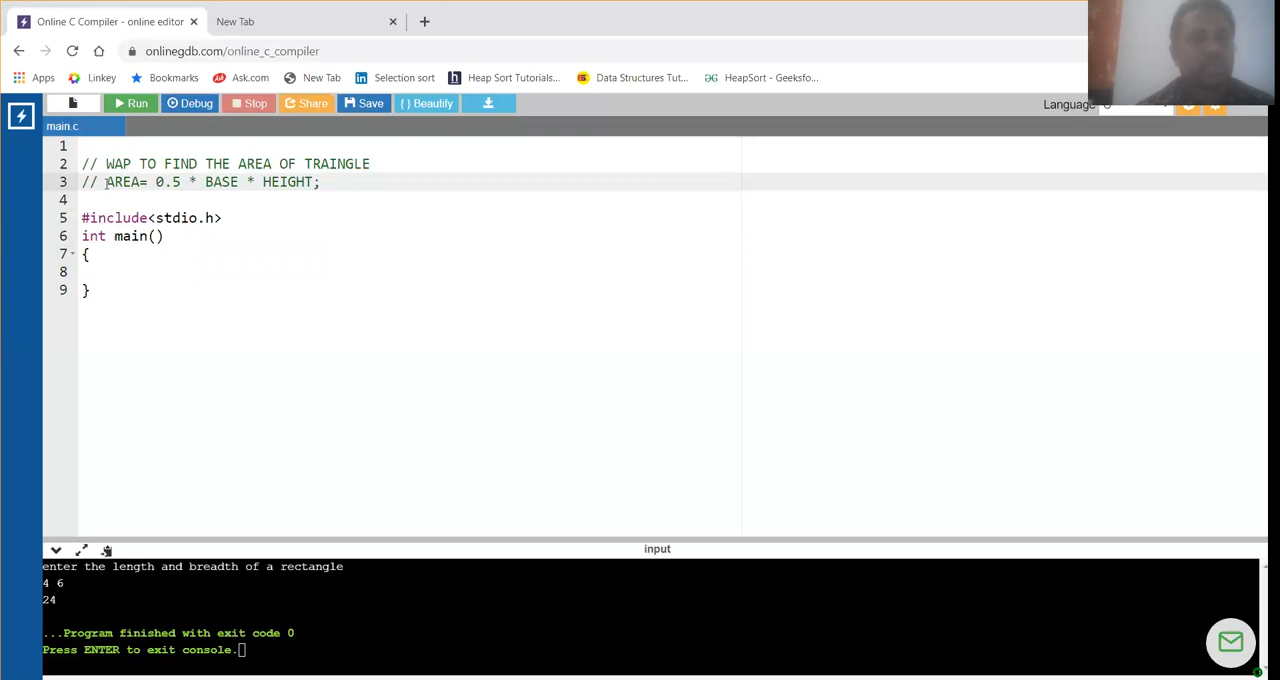 Online C Compiler - online editor
New Tab
onlinegdb.com/online_c_compiler
Apps Linkey Bookmarks Ask.com New Tab Selection sort Heap Sort Tutorials... Data Structures Tut... HeapSort - Geeksfo...
Run Debug Stop Share Save { } Beautify
Language
main.c
1
2 // WAP TO FIND THE AREA OF TRAINGLE
3 // AREA= 0.5 * BASE * HEIGHT;
4
5 #include<stdio.h>
6 int main()
7 {
8
9 }
input
enter the length and breadth of a rectangle
4 6
24
...Program finished with exit code 0
Press ENTER to exit console.